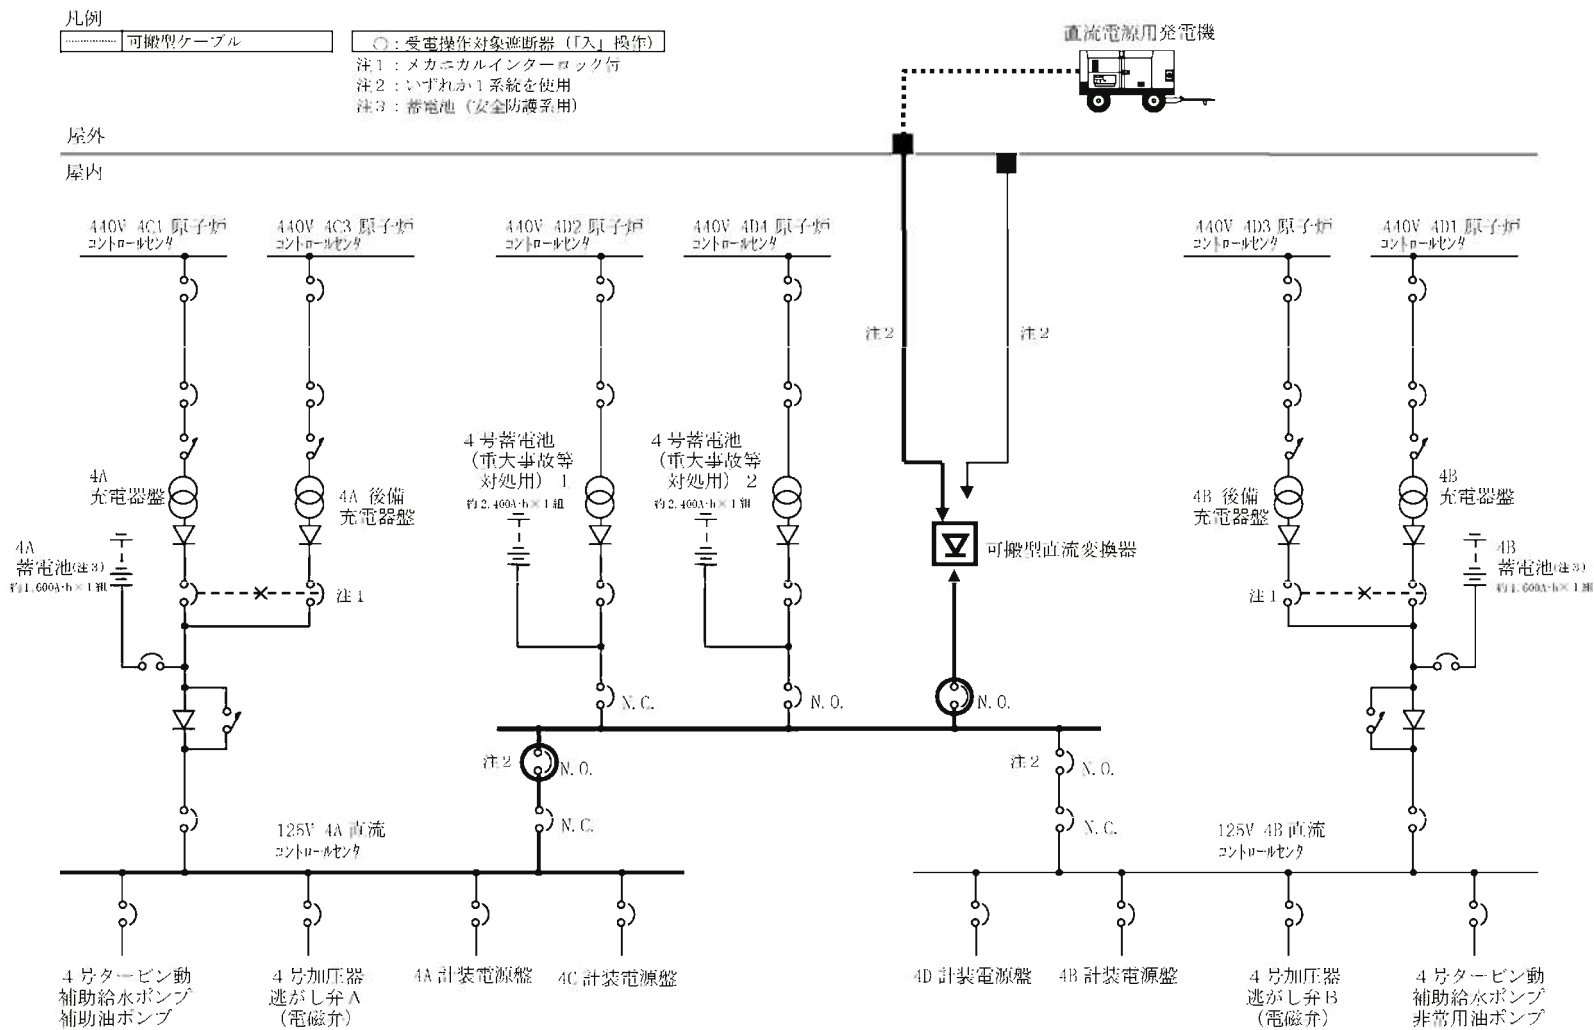 凡例
可搬型ケーブル
○：受電操作対象遮断器（「入」操作）
注1：メカニカルインターロック付
注2：いずれか1系統を使用
注3：蓄電池（安全防護系用）
直流電源用発電機
屋外
屋内
440V 4C1 原子炉
コントロールセンタ
440V 4C3 原子炉
コントロールセンタ
440V 4D2 原子炉
コントロールセンタ
440V 4D4 原子炉
コントロールセンタ
440V 4D3 原子炉
コントロールセンタ
440V 4D1 原子炉
コントロールセンタ
注2
注2
4A
充電器盤
4A 後備
充電器盤
4号蓄電池
（重大事故等
対処用）1
約2,400A·h×1組
4号蓄電池
（重大事故等
対処用）2
約2,400A·h×1組
4B 後備
充電器盤
4B
充電器盤
4A
蓄電池(注3)
約1,600A·h×1組
可搬型直流変換器
4B
蓄電池(注3)
約1,600A·h×1組
注1
注1
N.C.
N.O.
N.O.
注2
N.O.
注2
N.O.
N.C.
N.C.
125V 4A 直流
コントロールセンタ
125V 4B 直流
コントロールセンタ
4号タービン動
補助給水ポンプ
補助油ポンプ
4号加圧器
逃がし弁A
（電磁弁）
4A 計装電源盤
4C 計装電源盤
4D 計装電源盤
4B 計装電源盤
4号加圧器
逃がし弁B
（電磁弁）
4号タービン動
補助給水ポンプ
非常用油ポンプ